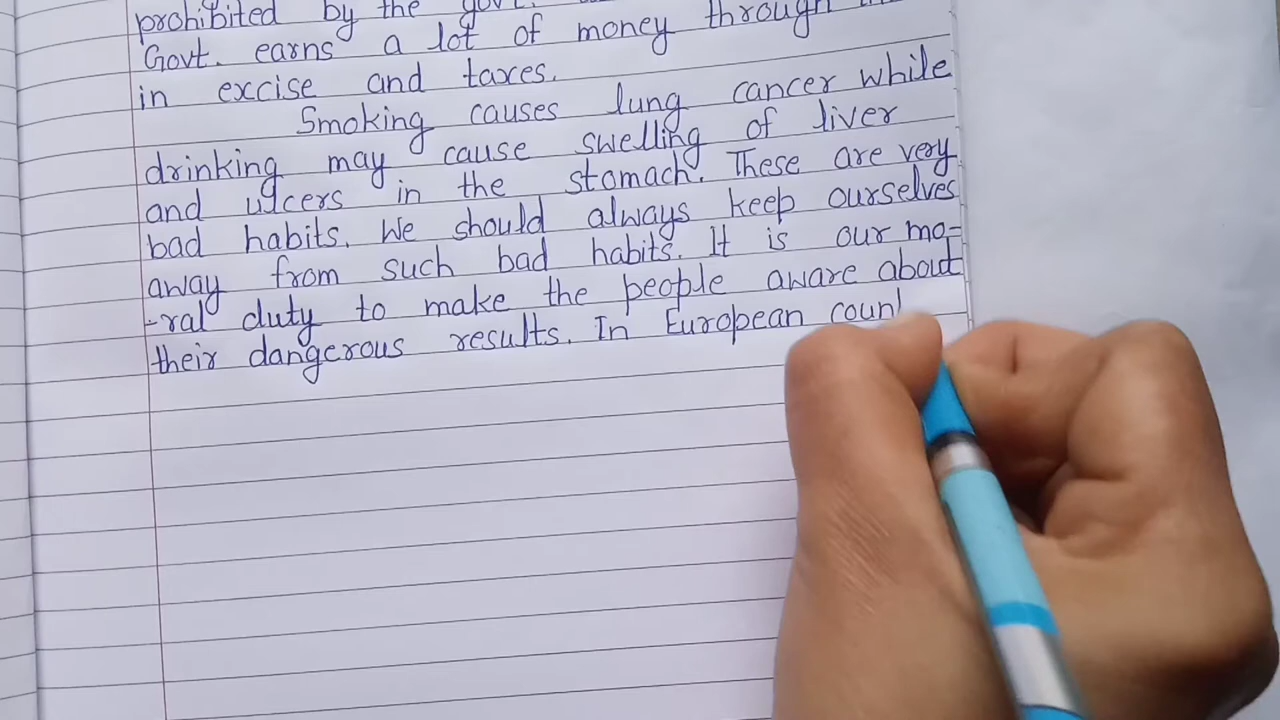 prohibited by the govt.
Govt. earns a lot of money through
in excise and taxes.
Smoking causes lung cancer while
drinking may cause swelling of liver
and ulcers in the stomach. These are very
bad habits. We should always keep ourselves
away from such bad habits. It is our mo-
-ral duty to make the people aware about
their dangerous results. In European coun